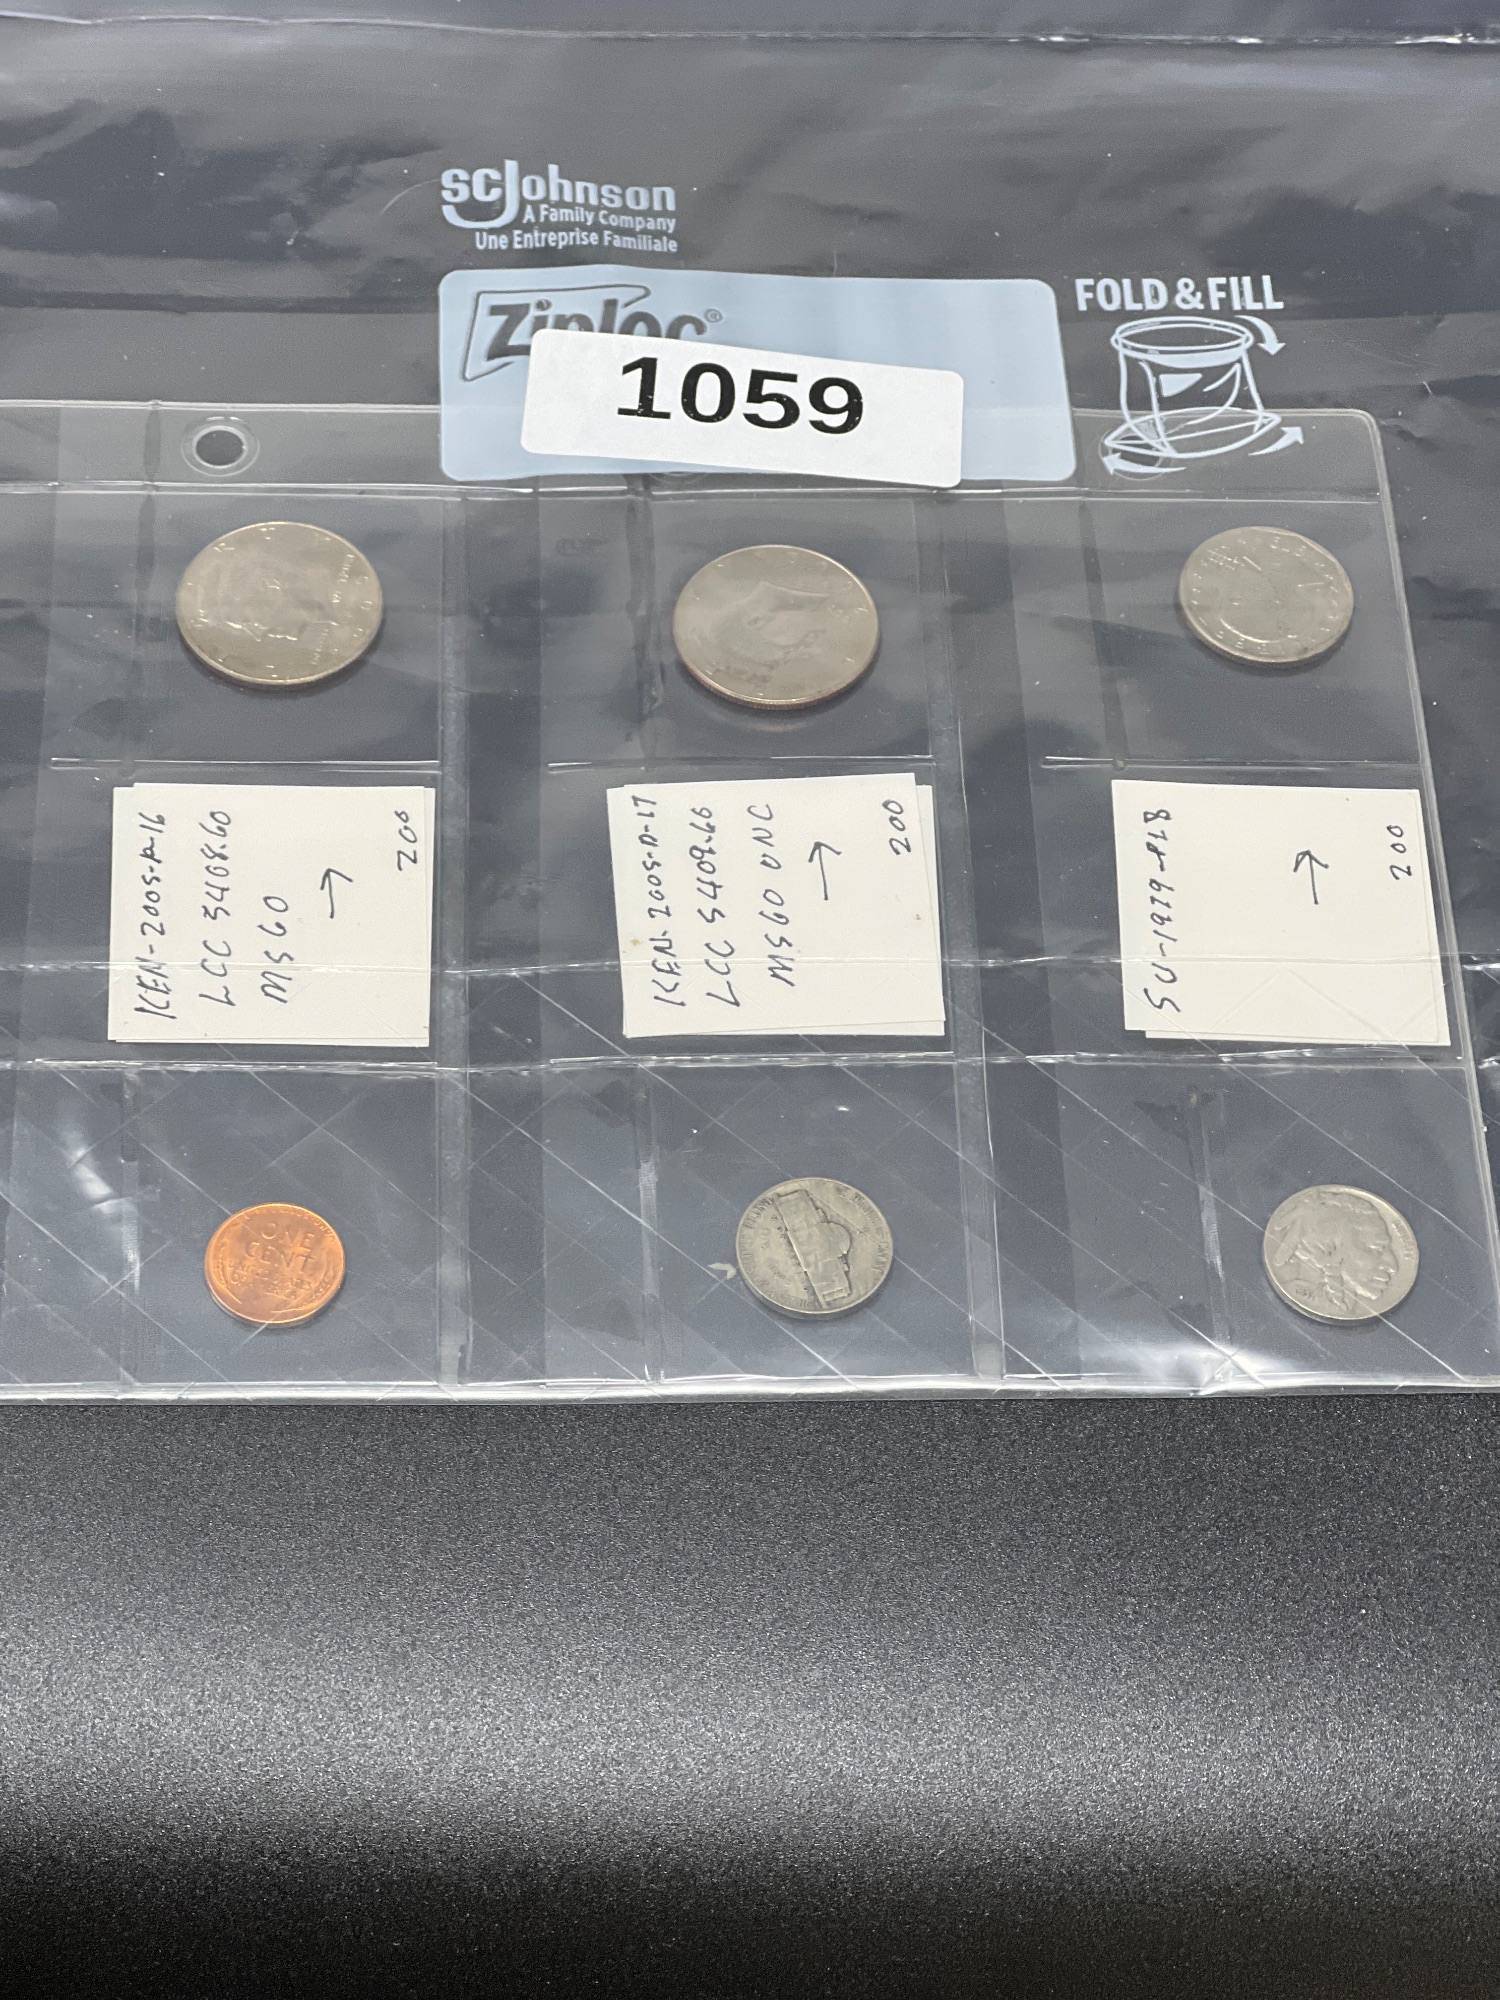 SC Johnson
A Family Company
Une Entreprise Familiale
Ziploc®
FOLD & FILL
1059
KEN-2005-P-16
LCC 5408.60
MS60
→
200
KEN-2005-D-17
LCC 5409.60
MS60 UNC
→
200
SU-1979-P18
→
200
ONE
CENT